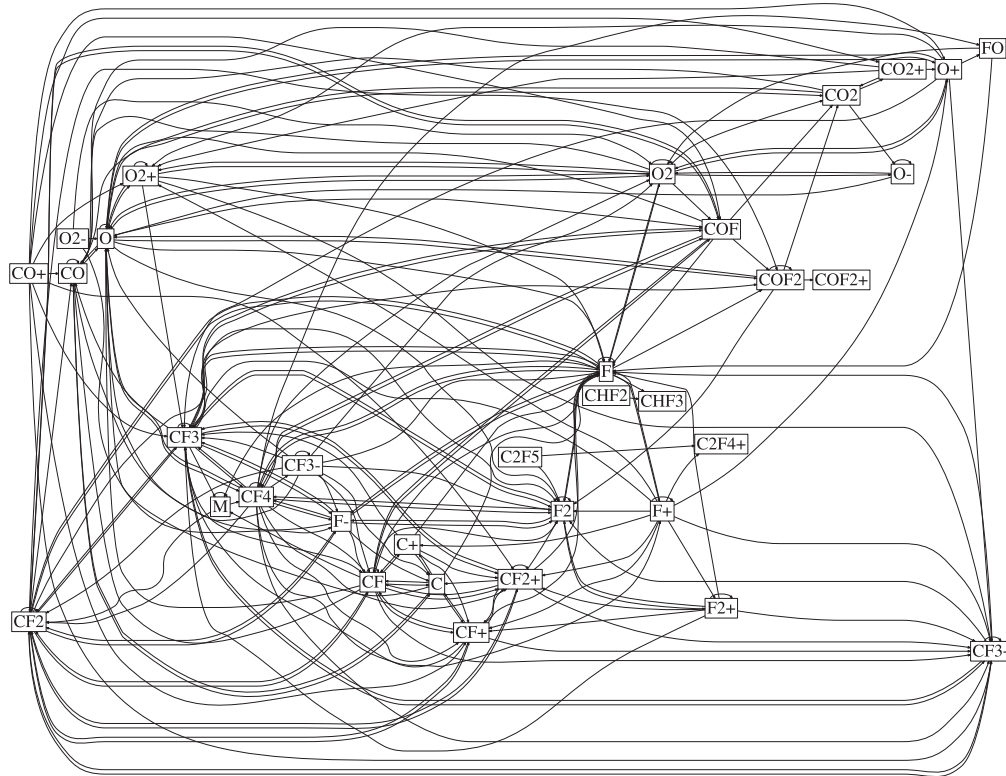 FO
CO2+
O+
CO2
O2+
O2
O-
COF
O2-
O
CO+
CO
COF2
COF2+
F
CHF2
CHF3
CF3
C2F4+
C2F5
CF3-
CF4
M
F2
F+
F-
C+
CF
C
CF2+
F2+
CF2
CF+